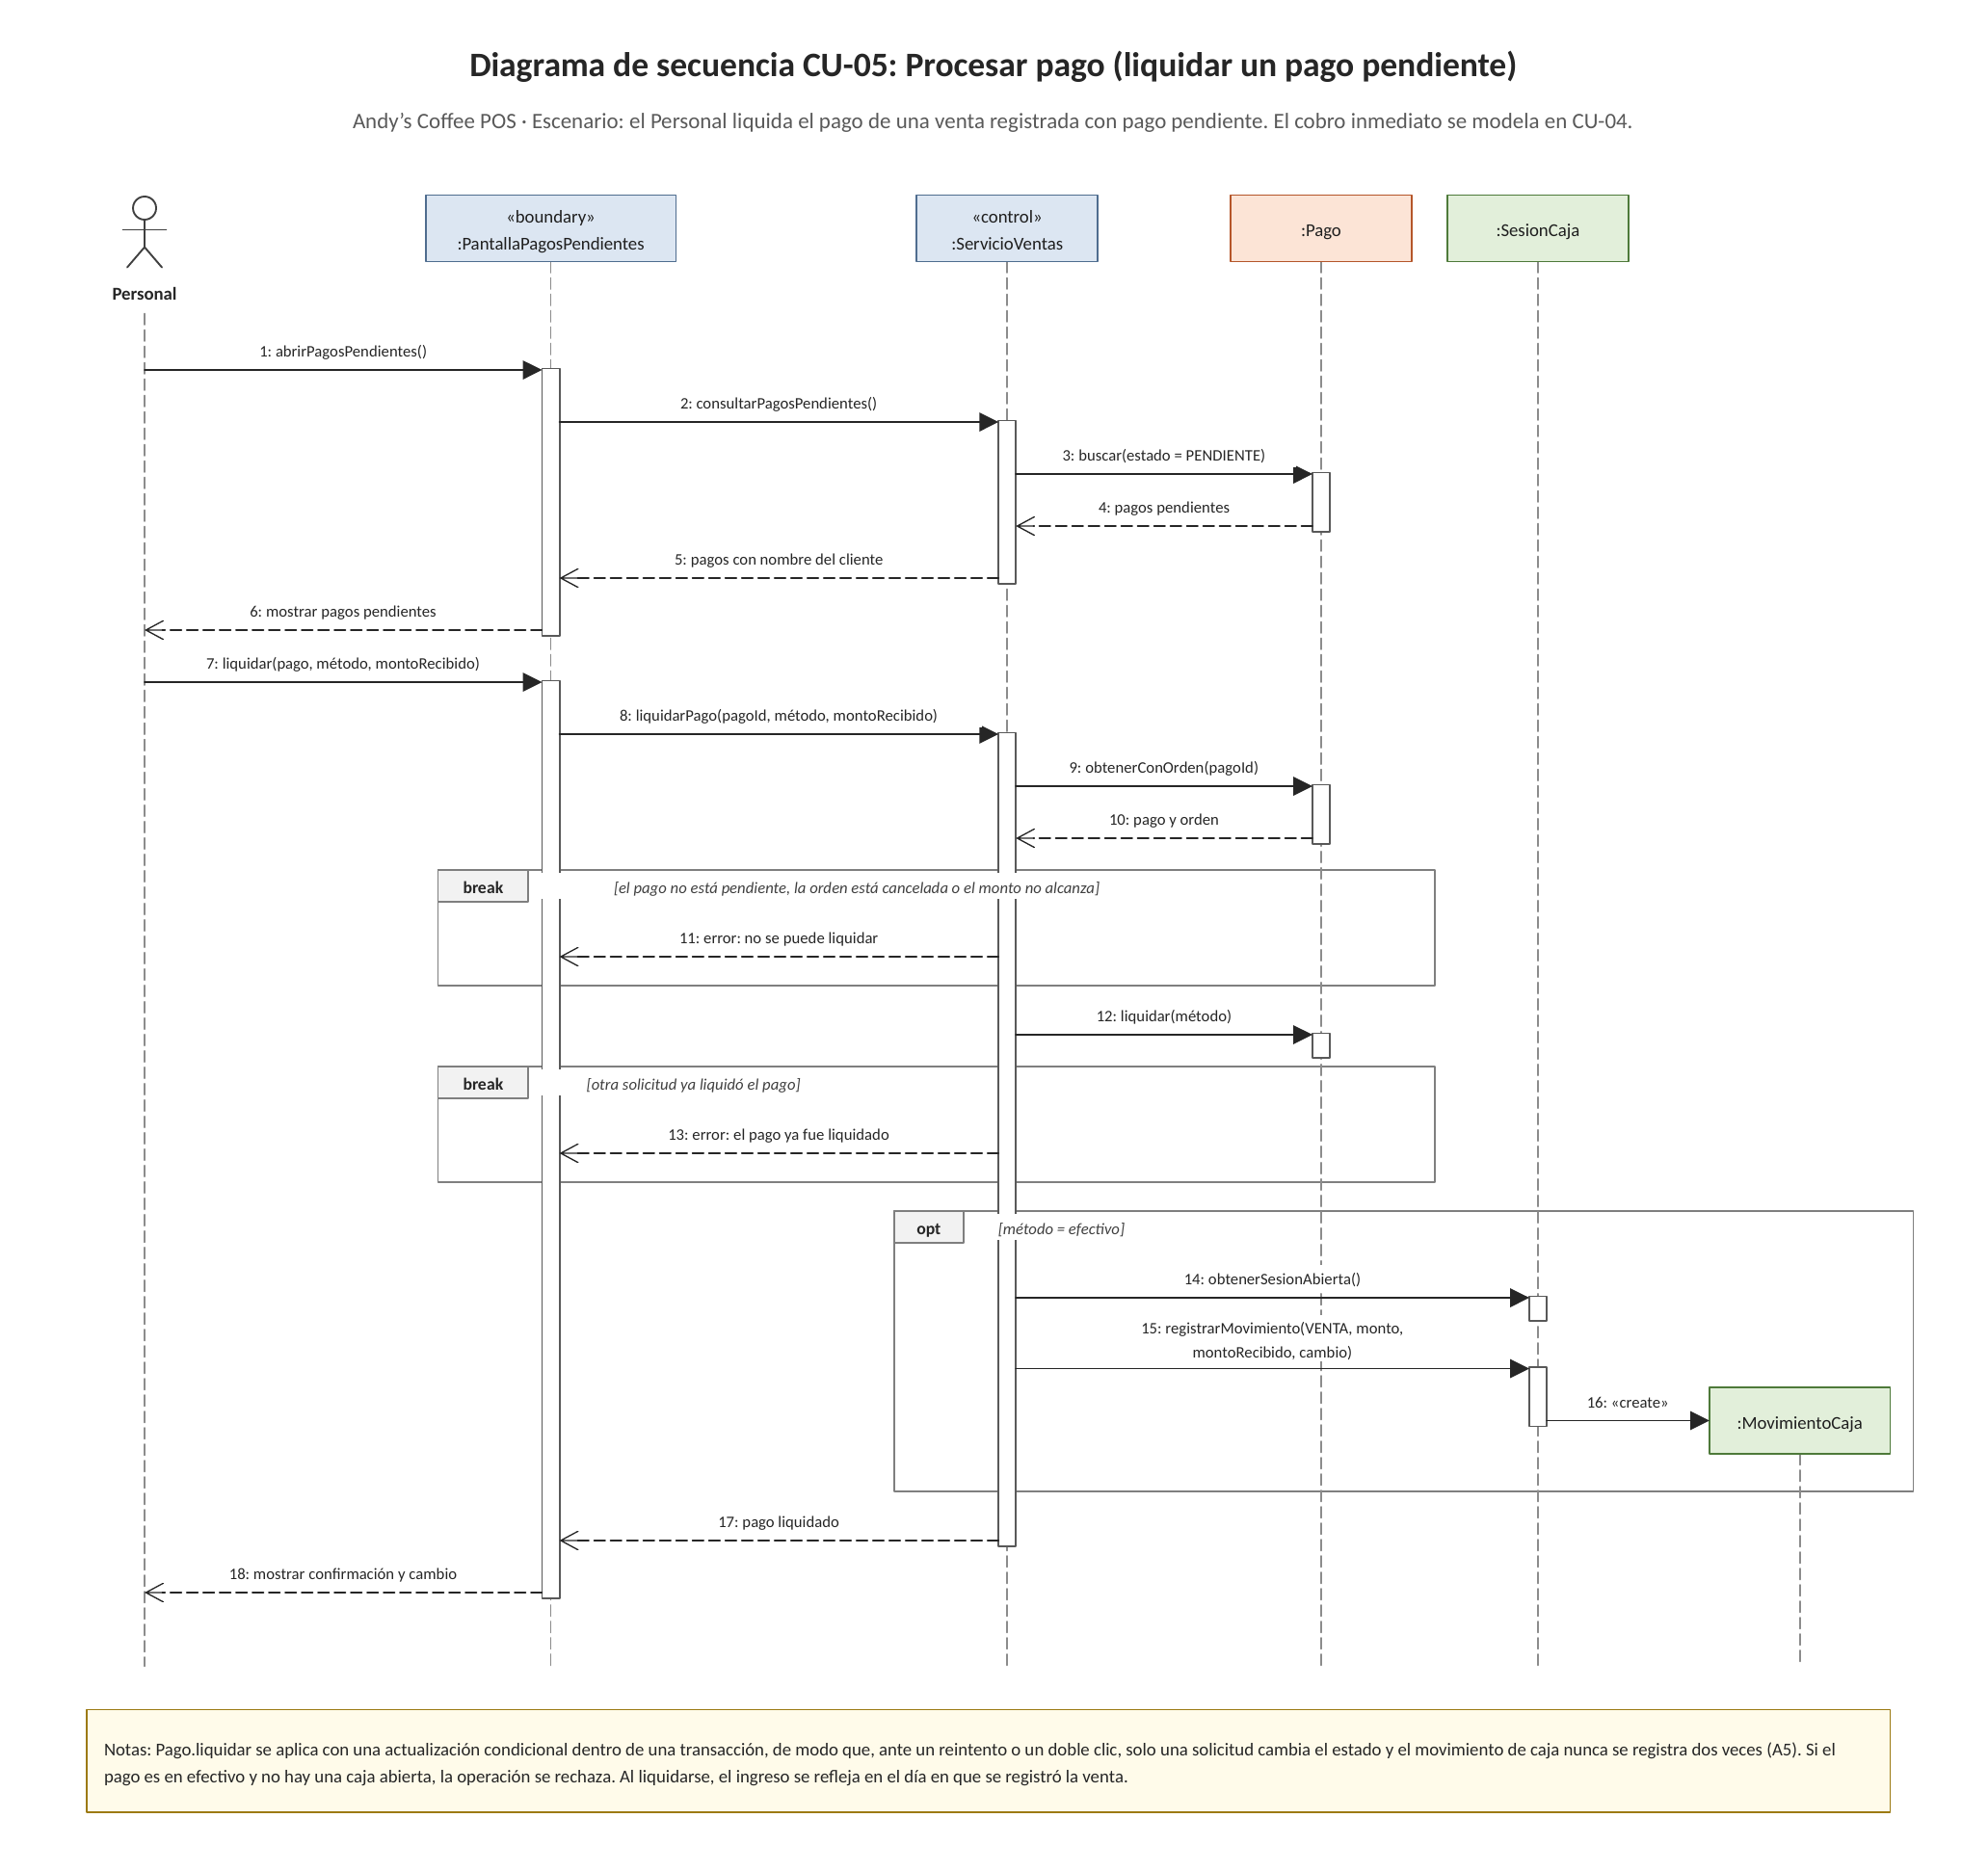 Diagrama de secuencia CU-05: Procesar pago (liquidar un pago pendiente)
Andy’s Coffee POS · Escenario: el Personal liquida el pago de una venta registrada con pago pendiente. El cobro inmediato se modela en CU-04.
Personal
«boundary»
:PantallaPagosPendientes
«control»
:ServicioVentas
:Pago
:SesionCaja
1: abrirPagosPendientes()
2: consultarPagosPendientes()
3: buscar(estado = PENDIENTE)
4: pagos pendientes
5: pagos con nombre del cliente
6: mostrar pagos pendientes
7: liquidar(pago, método, montoRecibido)
8: liquidarPago(pagoId, método, montoRecibido)
9: obtenerConOrden(pagoId)
10: pago y orden
break
[el pago no está pendiente, la orden está cancelada o el monto no alcanza]
11: error: no se puede liquidar
12: liquidar(método)
break
[otra solicitud ya liquidó el pago]
13: error: el pago ya fue liquidado
opt
[método = efectivo]
14: obtenerSesionAbierta()
15: registrarMovimiento(VENTA, monto,
montoRecibido, cambio)
16: «create»
:MovimientoCaja
17: pago liquidado
18: mostrar confirmación y cambio
Notas: Pago.liquidar se aplica con una actualización condicional dentro de una transacción, de modo que, ante un reintento o un doble clic, solo una solicitud cambia el estado y el movimiento de caja nunca se registra dos veces (A5). Si el
pago es en efectivo y no hay una caja abierta, la operación se rechaza. Al liquidarse, el ingreso se refleja en el día en que se registró la venta.